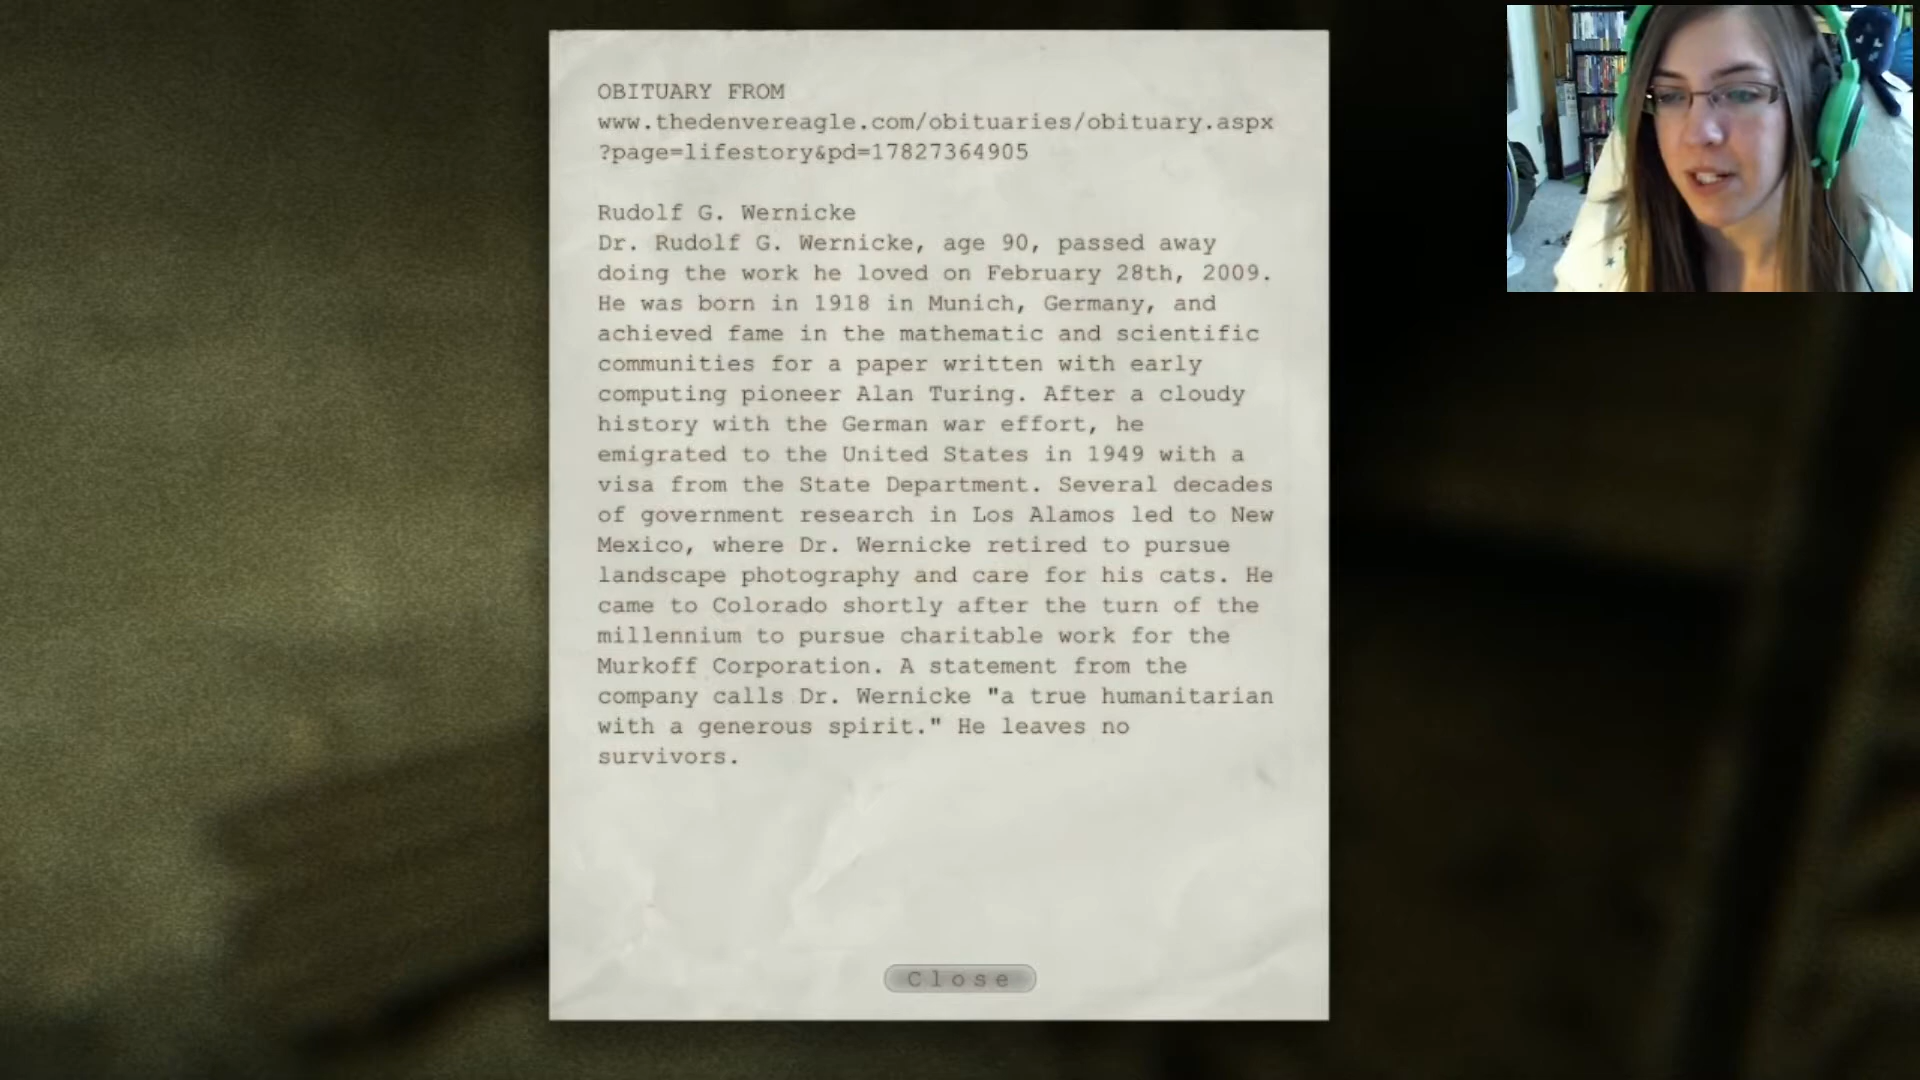 OBITUARY FROM
www.thedenvereagle.com/obituaries/obituary.aspx
?page=lifestory&pd=17827364905
Rudolf G. Wernicke
Dr. Rudolf G. Wernicke, age 90, passed away
doing the work he loved on February 28th, 2009.
He was born in 1918 in Munich, Germany, and
achieved fame in the mathematic and scientific
communities for a paper written with early
computing pioneer Alan Turing. After a cloudy
history with the German war effort, he
emigrated to the United States in 1949 with a
visa from the State Department. Several decades
of government research in Los Alamos led to New
Mexico, where Dr. Wernicke retired to pursue
landscape photography and care for his cats. He
came to Colorado shortly after the turn of the
millennium to pursue charitable work for the
Murkoff Corporation. A statement from the
company calls Dr. Wernicke "a true humanitarian
with a generous spirit." He leaves no
survivors.
Close